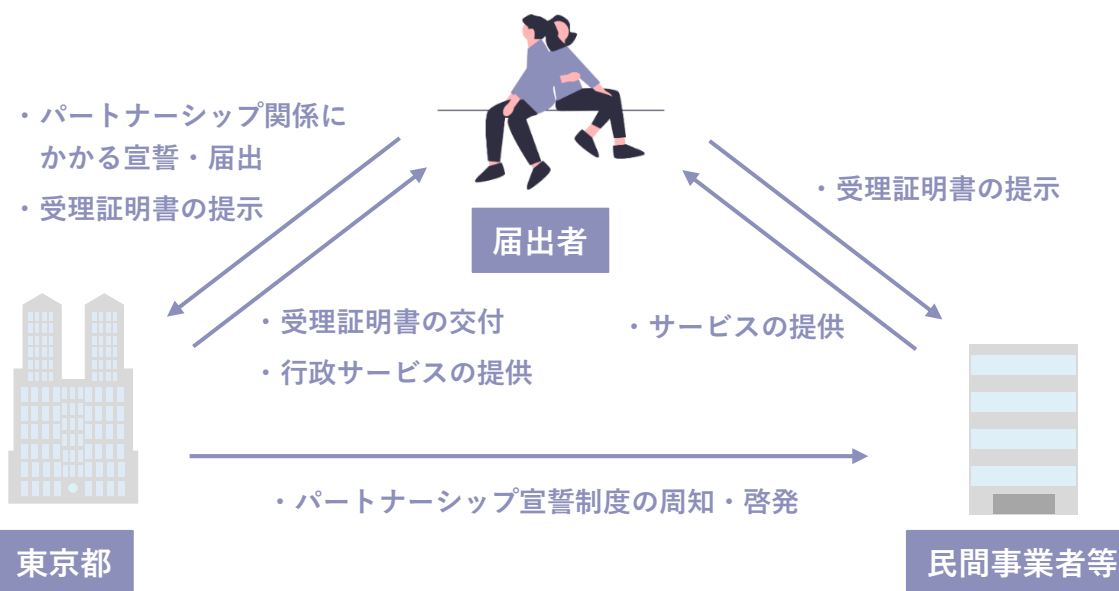 ・パートナーシップ関係に
かかる宣誓・届出
・受理証明書の提示
・受理証明書の提示
届出者
・受理証明書の交付
・行政サービスの提供
・サービスの提供
・パートナーシップ宣誓制度の周知・啓発
東京都
民間事業者等